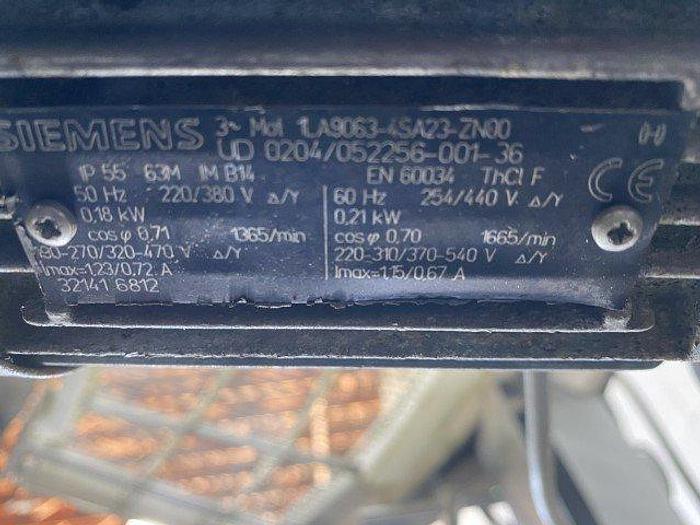 SIEMENS 3~ Mot 1LA9063-4SA23-ZN00
UD 0204/052256-001-36
IP 55 63M IM B14 EN 60034 ThCl F
50 Hz 220/380 V Δ/Y 60 Hz 254/440 V Δ/Y
0,18 kW 0,21 kW
cos φ 0,71 1365/min cos φ 0,70 1665/min
80-270/320-470 V Δ/Y 220-310/370-540 V Δ/Y
Imax=1,23/0,72 A Imax=1,15/0,67 A
32141 6812
CE